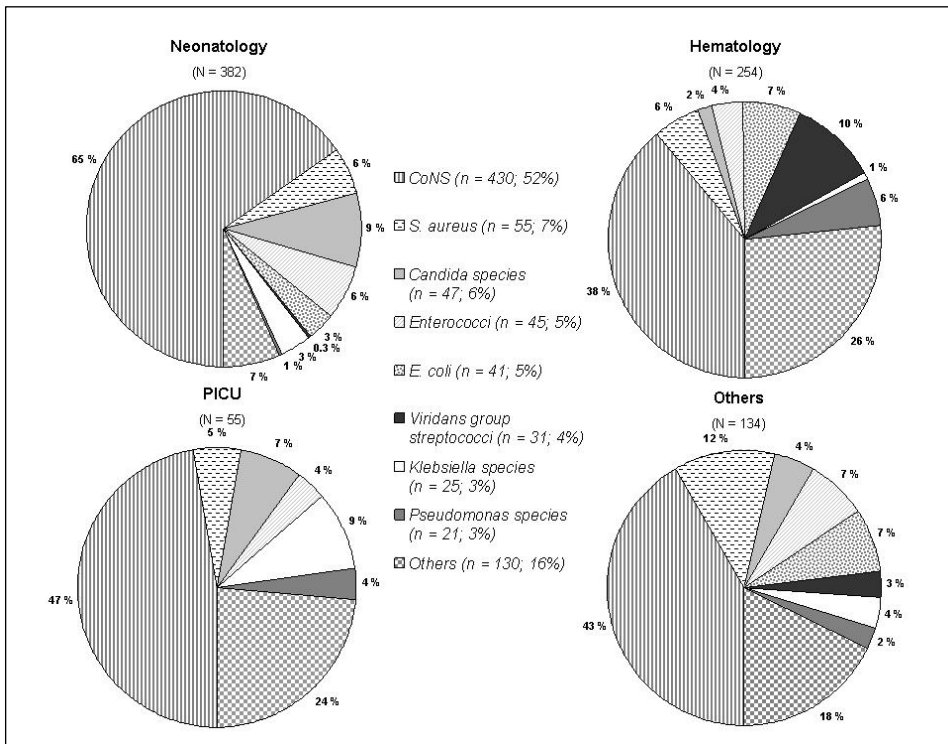 Neonatology
(N = 382)
65 %
6 %
9 %
6 %
3 %
0.3 %
3 %
1 %
7 %
Hematology
(N = 254)
6 %
2 %
4 %
7 %
10 %
1 %
6 %
26 %
38 %
CoNS (n = 430; 52%)
S. aureus (n = 55; 7%)
Candida species
(n = 47; 6%)
Enterococci (n = 45; 5%)
E. coli (n = 41; 5%)
Viridans group
streptococci (n = 31; 4%)
Klebsiella species
(n = 25; 3%)
Pseudomonas species
(n = 21; 3%)
Others (n = 130; 16%)
PICU
(N = 55)
5 %
7 %
4 %
9 %
4 %
24 %
47 %
Others
(N = 134)
12 %
4 %
7 %
7 %
3 %
4 %
2 %
18 %
43 %